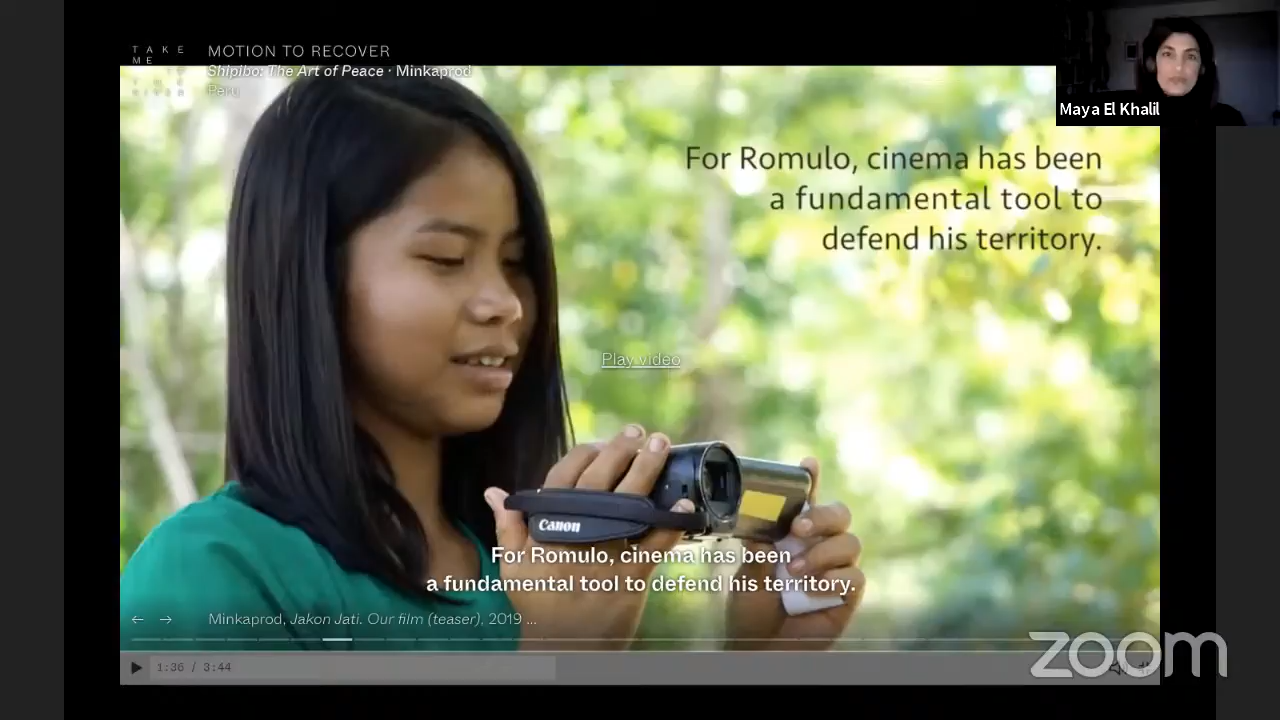 TAKE
ME
MOTION TO RECOVER
Shipibo: The Art of Peace · Minkaprod
Peru
Maya El Khalil
For Romulo, cinema has been
a fundamental tool to
defend his territory.
Play video
Canon
For Romulo, cinema has been
a fundamental tool to defend his territory.
← → Minkaprod, Jakon Jati. Our film (teaser), 2019 ...
1:36 / 3:44
zoom